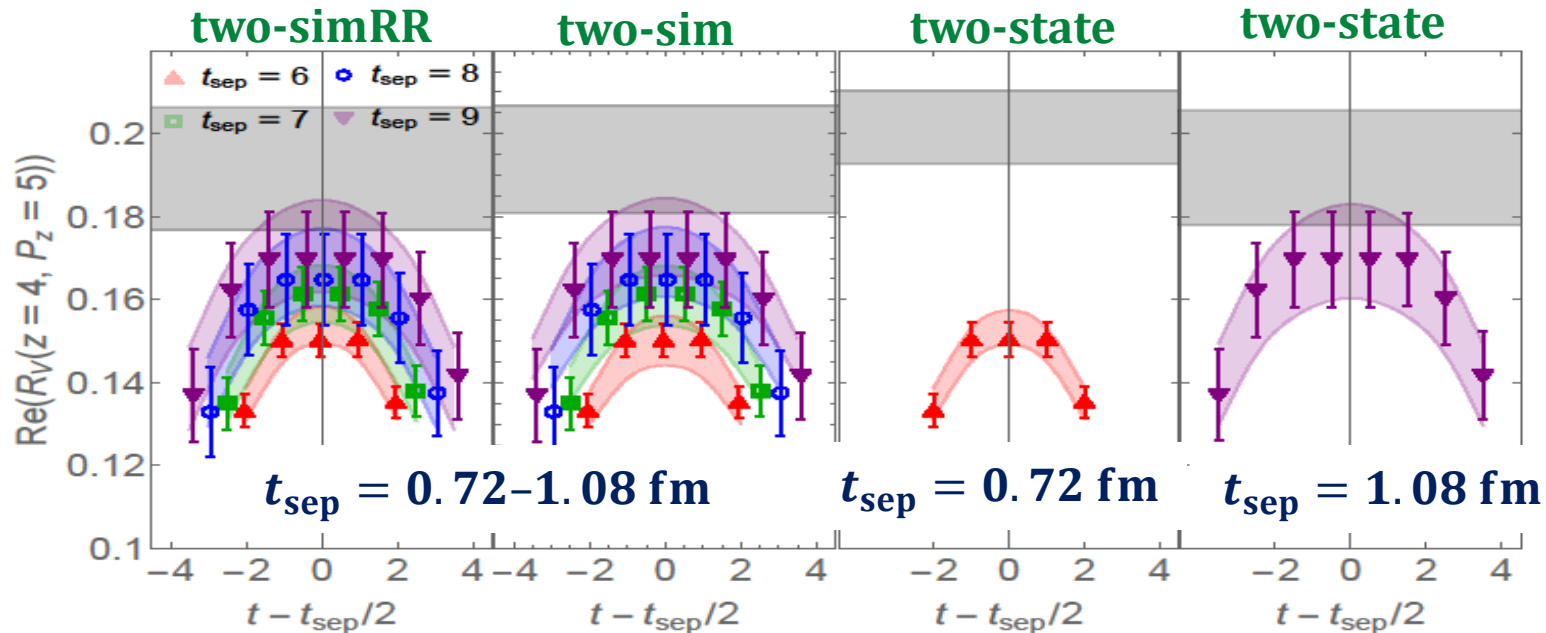 two-simRR two-sim two-state two-state
t_sep = 6 t_sep = 8
t_sep = 7 t_sep = 9
Re(R_V(z = 4, P_z = 5))
0.2
0.18
0.16
0.14
0.12
0.1
t_sep = 0.72–1.08 fm t_sep = 0.72 fm t_sep = 1.08 fm
−4 −2 0 2 4 −4 −2 0 2 4 −2 0 2 4 −2 0 2 4
t − t_sep/2 t − t_sep/2 t − t_sep/2 t − t_sep/2